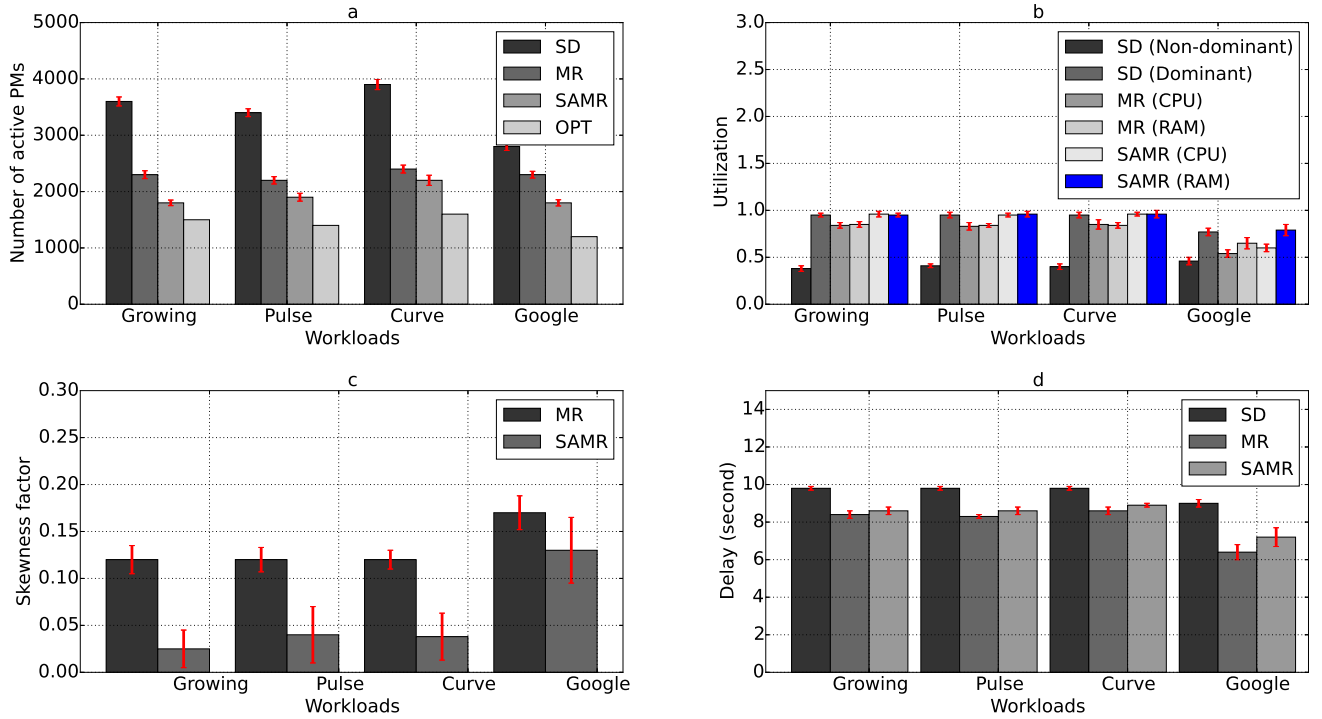 a
5000
4000
3000
2000
1000
0
Number of active PMs
SD
MR
SAMR
OPT
Growing Pulse Curve Google
Workloads
b
3.0
2.5
2.0
1.5
1.0
0.5
0.0
Utilization
SD (Non-dominant)
SD (Dominant)
MR (CPU)
MR (RAM)
SAMR (CPU)
SAMR (RAM)
Growing Pulse Curve Google
Workloads
c
0.30
0.25
0.20
0.15
0.10
0.05
0.00
Skewness factor
MR
SAMR
Growing Pulse Curve Google
Workloads
d
14
12
10
8
6
4
2
0
Delay (second)
SD
MR
SAMR
Growing Pulse Curve Google
Workloads